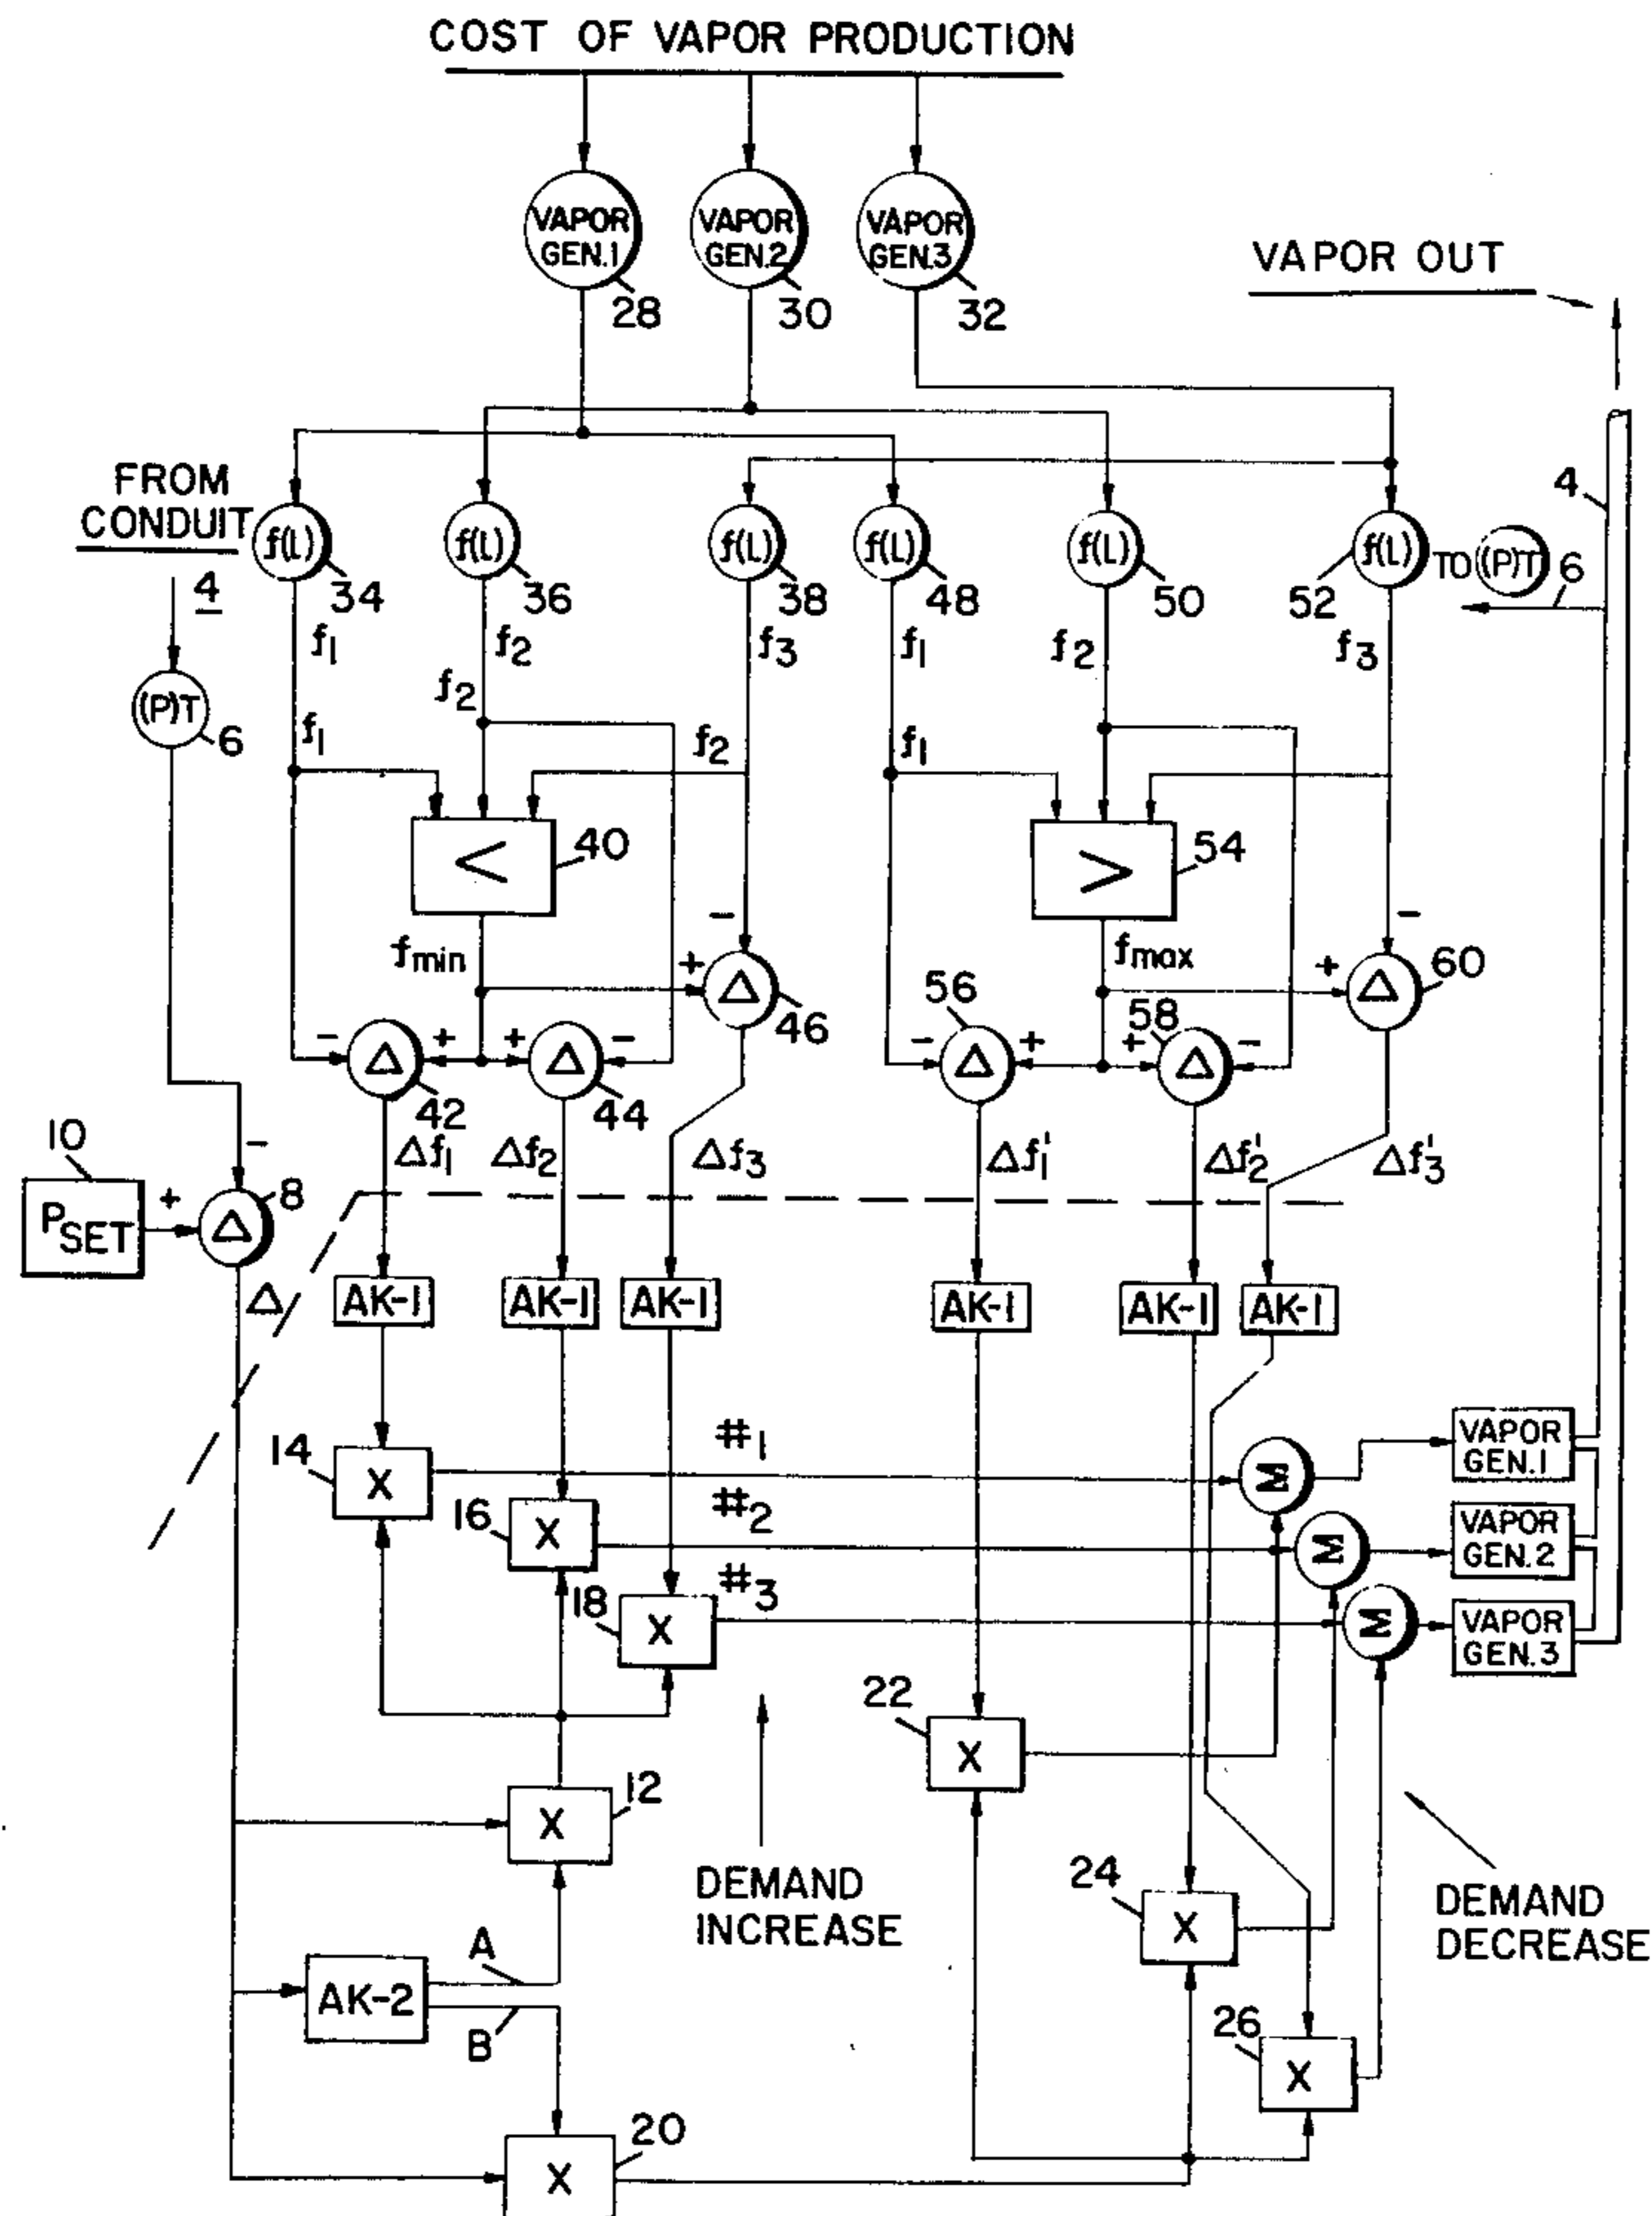 COST OF VAPOR PRODUCTION
VAPOR GEN.1
VAPOR GEN.2
VAPOR GEN.3
28
30
32
VAPOR OUT
FROM CONDUIT
4
f(L)
34
f(L)
36
f(L)
38
f(L)
48
f(L)
50
f(L)
52
TO (P)T 6
6
4
f1
f2
f3
f1
f2
f3
(P)T
6
f1
f2
f2
f1
<
40
>
54
fmin
fmax
-
+
Δ
46
-
+
Δ
60
-
Δ
+
42
+
Δ
-
44
56
-
Δ
+
58
+
Δ
-
10
PSET
+
-
Δ
8
Δ
Δf1
Δf2
Δf3
Δf'1
Δf'2
Δf'3
AK-1
AK-1
AK-1
AK-1
AK-1
AK-1
14
X
#1
M
VAPOR GEN.1
16
X
#2
M
VAPOR GEN.2
18
X
#3
M
VAPOR GEN.3
22
X
12
X
DEMAND INCREASE
24
X
DEMAND DECREASE
AK-2
A
B
26
X
20
X